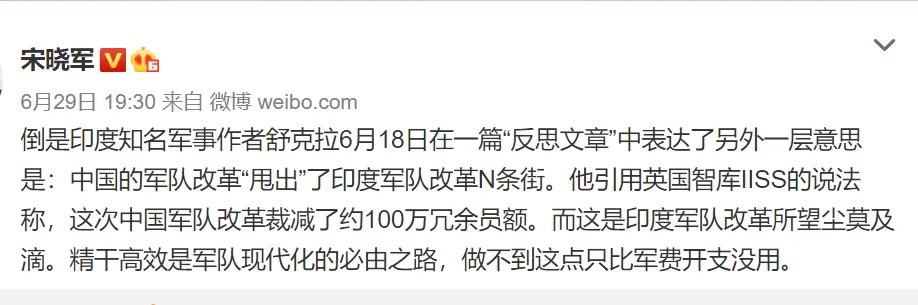 宋晓军
6月29日 19:30 来自 微博 weibo.com
倒是印度知名军事作者舒克拉6月18日在一篇“反思文章”中表达了另外一层意思
是：中国的军队改革“甩出”了印度军队改革N条街。他引用英国智库IISS的说法
称，这次中国军队改革裁减了约100万冗余员额。而这是印度军队改革所望尘莫及
滴。精干高效是军队现代化的必由之路，做不到这点只比军费开支没用。